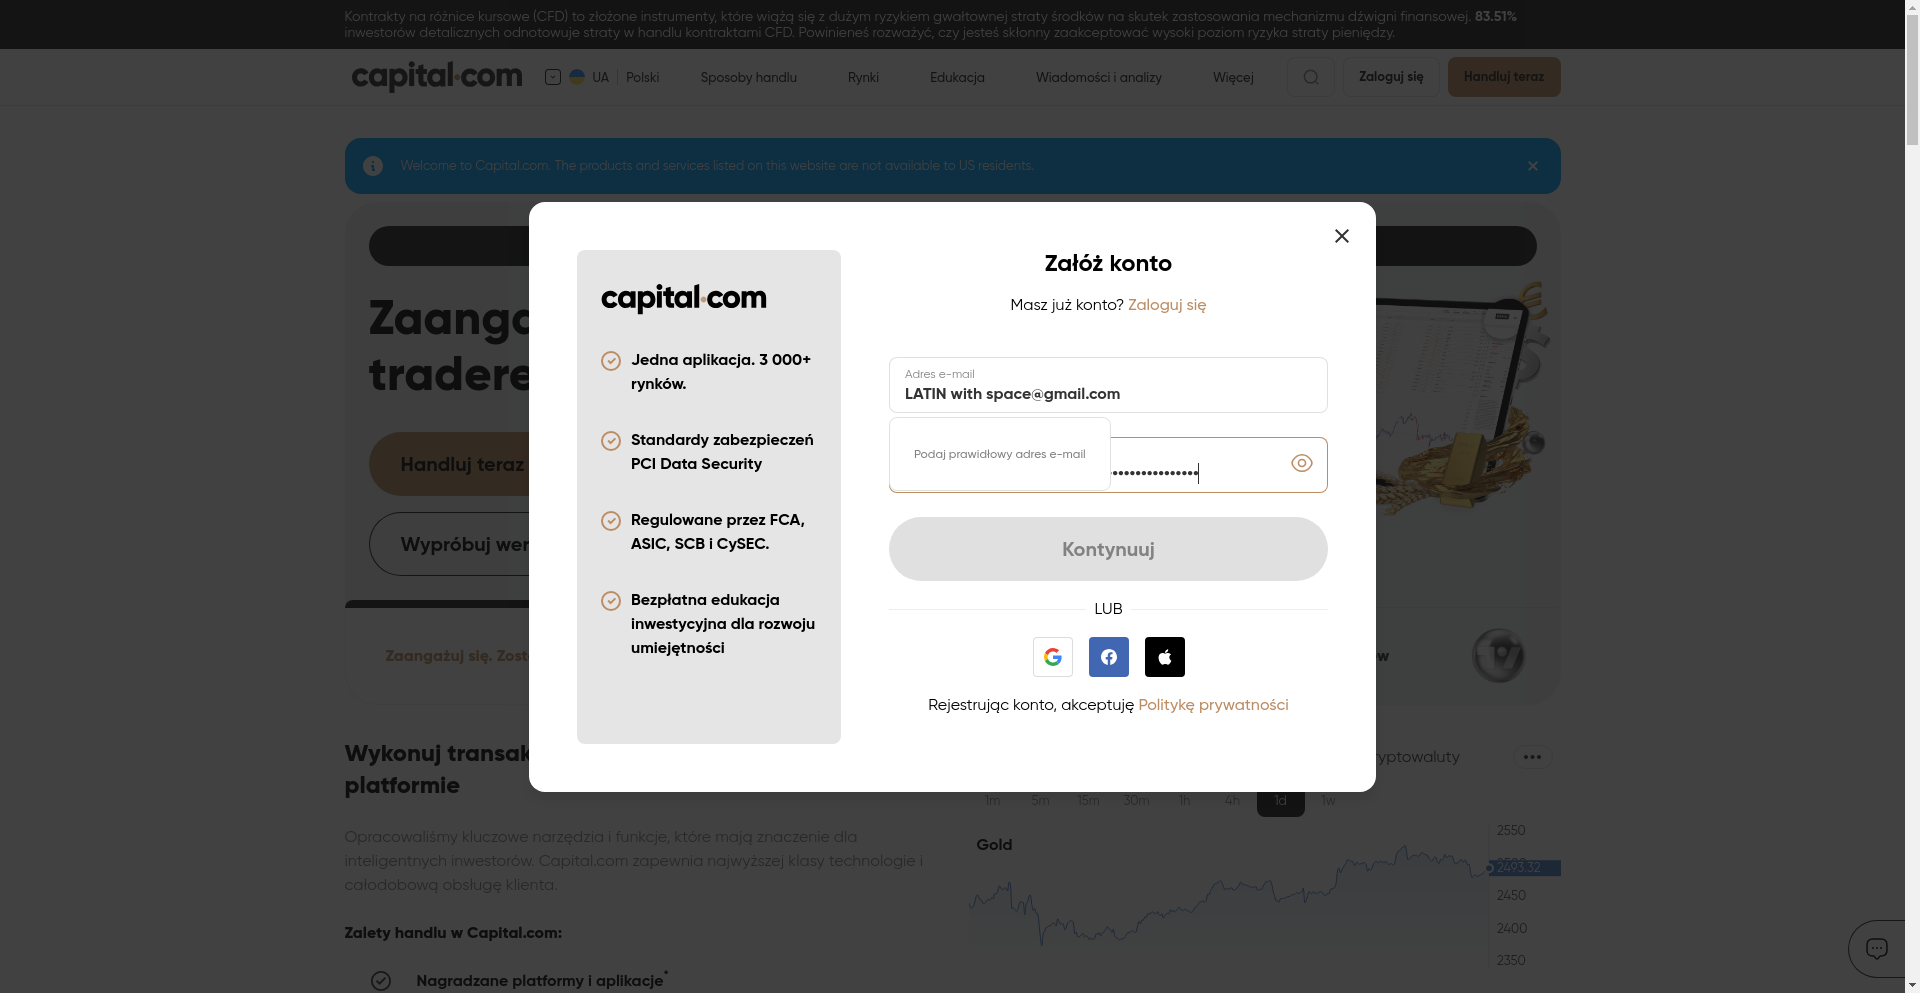 Kontrakty na różnice kursowe (CFD) to złożone instrumenty, które wiążą się z dużym ryzykiem gwałtownej straty środków na skutek zastosowania mechanizmu dźwigni finansowej. 83.51%
inwestorów detalicznych odnotowuje straty w handlu kontraktami CFD. Powinieneś rozważyć, czy jesteś skłonny zaakceptować wysoki poziom ryzyka straty pieniędzy.
capital.com
UA
Polski
Sposoby handlu
Rynki
Edukacja
Wiadomości i analizy
Więcej
Zaloguj się
Handluj teraz
Welcome to Capital.com. The products and services listed on this website are not available to US residents.
Zaanga
tradere
Handluj teraz
Wypróbuj
Zaangażuj się.
capital.com
Jedna aplikacja. 3 000+
rynków.
Standardy zabezpieczeń
PCI Data Security
Regulowane przez FCA,
ASIC, SCB i CySEC.
Bezpłatna edukacja
inwestycyjna dla rozwoju
umiejętności
Załóż konto
Masz już konto? Zaloguj się
Adres e-mail
LATIN with space@gmail.com
Podaj prawidłowy adres e-mail
Kontynuuj
LUB
Rejestrując konto, akceptuję Politykę prywatności
Wykonuj transak
platformie
ryptowaluty
1m
5m
15m
30m
1h
4h
1d
1w
Opracowaliśmy kluczowe narzędzia i funkcje, które mają znaczenie dla
inteligentnych inwestorów. Capital.com zapewnia najwyższej klasy technologie i
całodobową obsługę klienta.
Gold
2550
2493.32
2450
2400
2350
Zalety handlu w Capital.com:
Nagradzane platformy i aplikacje*